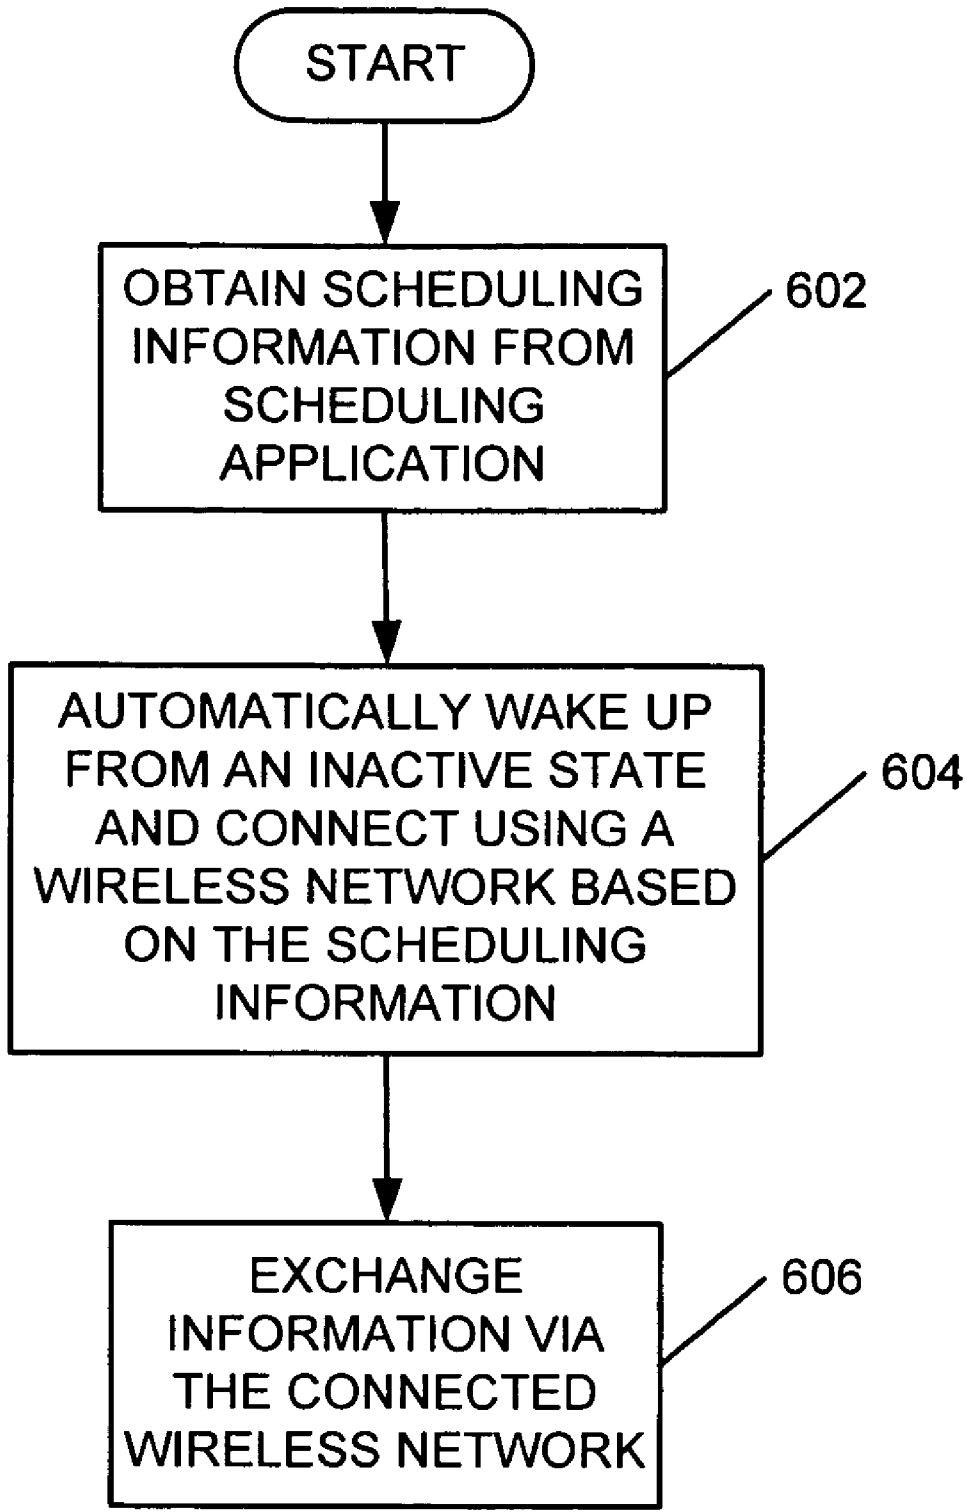 START
OBTAIN SCHEDULING
INFORMATION FROM
SCHEDULING
APPLICATION
602
AUTOMATICALLY WAKE UP
FROM AN INACTIVE STATE
AND CONNECT USING A
WIRELESS NETWORK BASED
ON THE SCHEDULING
INFORMATION
604
EXCHANGE
INFORMATION VIA
THE CONNECTED
WIRELESS NETWORK
606